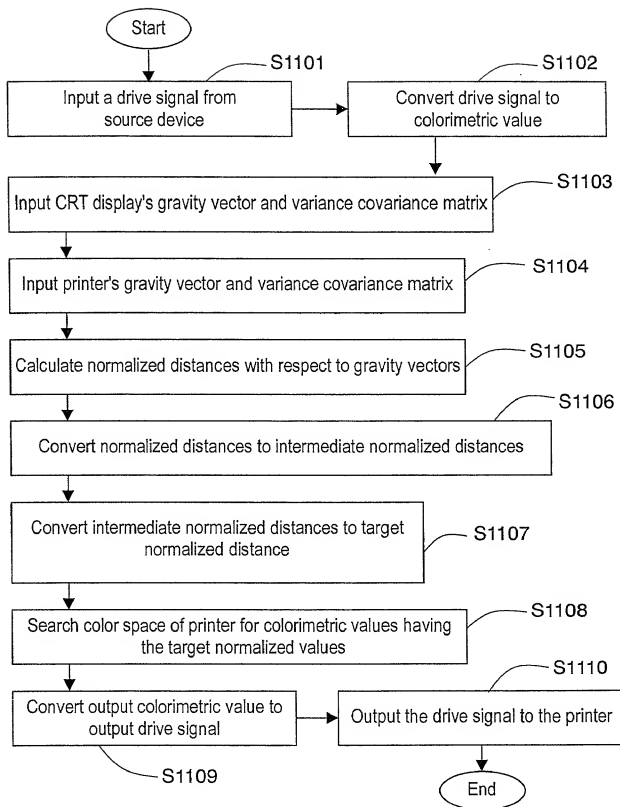 Start
S1101
Input a drive signal from
source device
S1102
Convert drive signal to
colorimetric value
S1103
Input CRT display's gravity vector and variance covariance matrix
S1104
Input printer's gravity vector and variance covariance matrix
S1105
Calculate normalized distances with respect to gravity vectors
S1106
Convert normalized distances to intermediate normalized distances
Convert intermediate normalized distances to target
normalized distance
S1107
S1108
Search color space of printer for colorimetric values having
the target normalized values
S1110
Convert output colorimetric value to
output drive signal
Output the drive signal to the printer
S1109
End